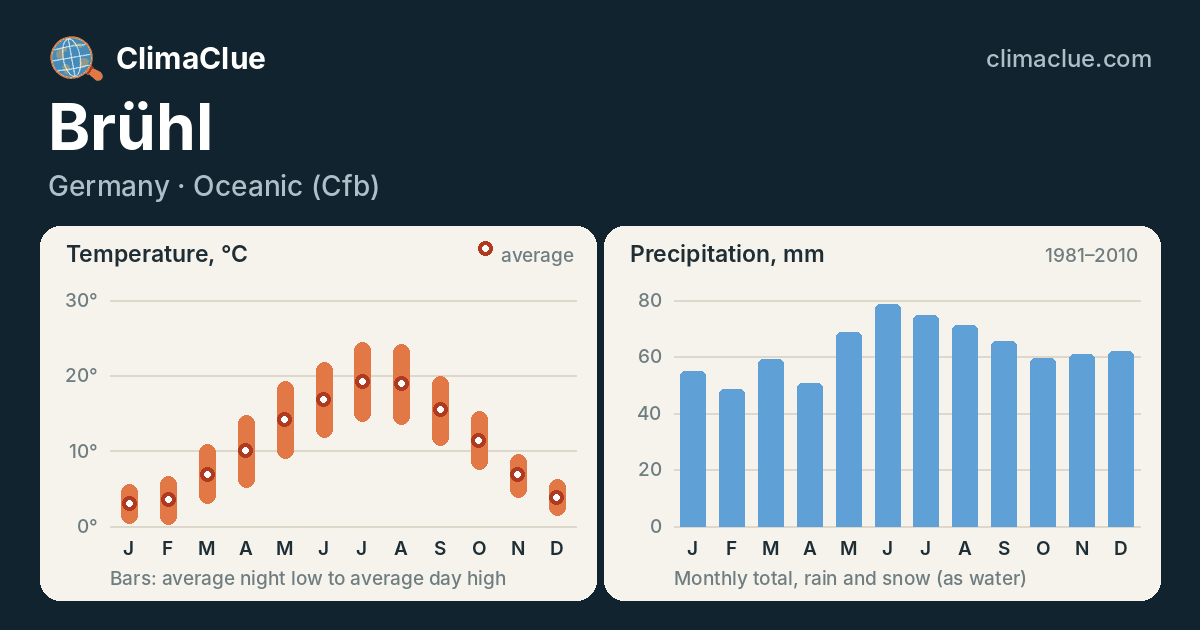 ClimaClue
climaclue.com
Brühl
Germany · Oceanic (Cfb)
Temperature, °C
average
30°
20°
10°
0°
J F M A M J J A S O N D
Bars: average night low to average day high
Precipitation, mm
1981–2010
80
60
40
20
0
J F M A M J J A S O N D
Monthly total, rain and snow (as water)